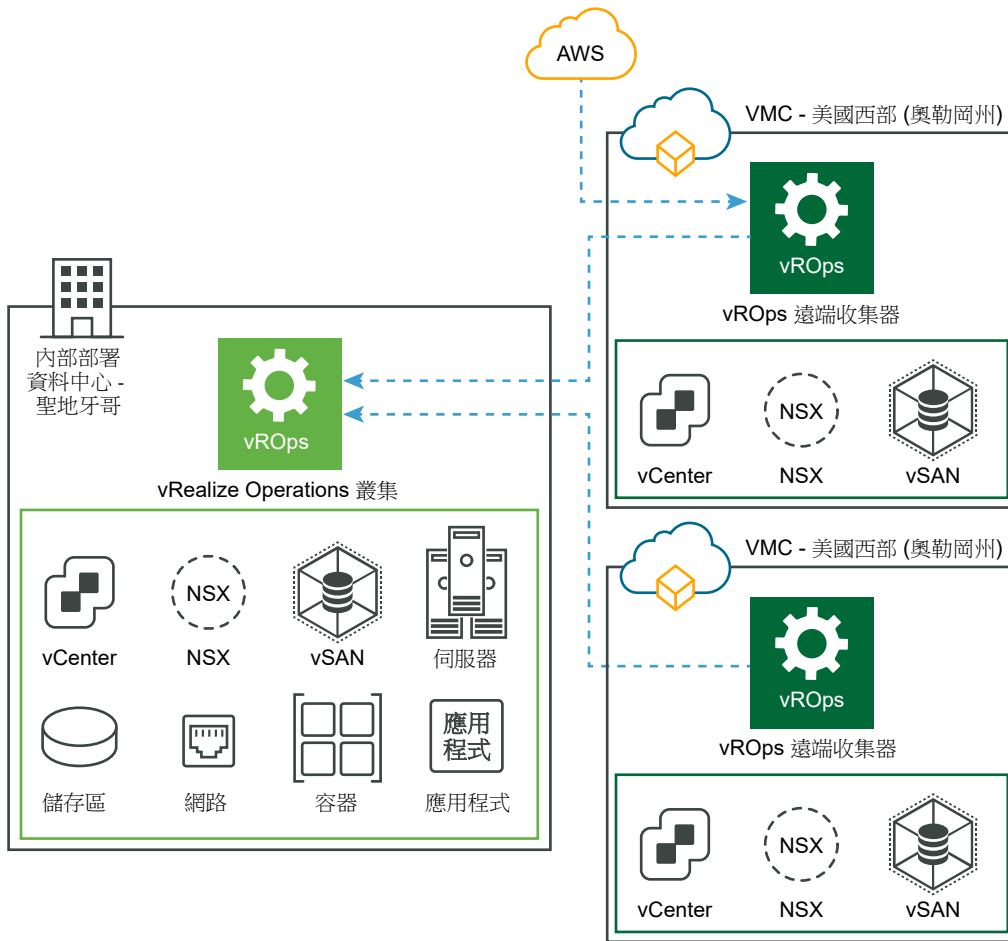 AWS
VMC - 美國西部 (奧勒岡州)
vROps
vROps 遠端收集器
vCenter
NSX
NSX
vSAN
內部部署
資料中心 -
聖地牙哥
vROps
vRealize Operations 叢集
vCenter
NSX
NSX
vSAN
伺服器
儲存區
網路
容器
應用
程式
應用程式
VMC - 美國西部 (奧勒岡州)
vROps
vROps 遠端收集器
vCenter
NSX
NSX
vSAN